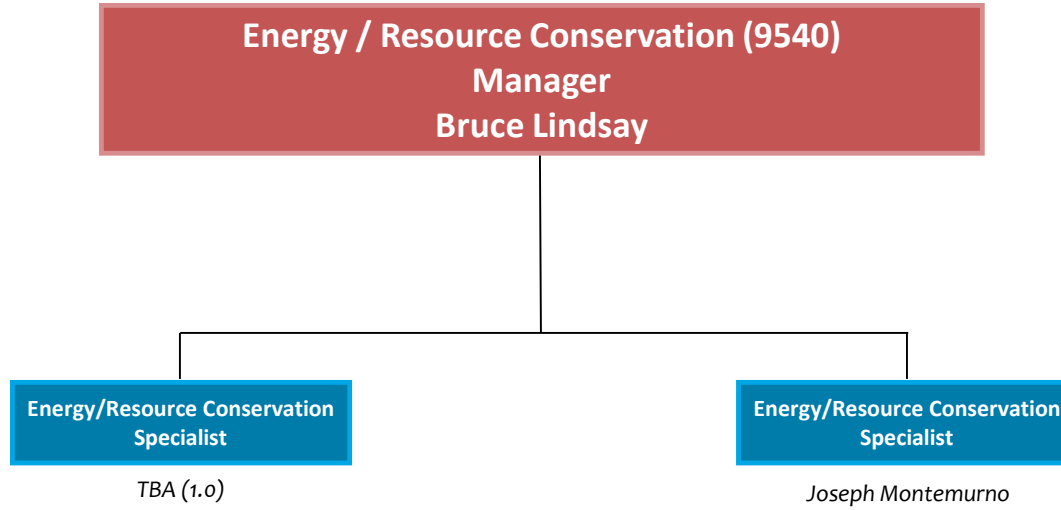 Energy / Resource Conservation (9540)
Manager
Bruce Lindsay
Energy/Resource Conservation
Specialist
TBA (1.0)
Energy/Resource Conservation
Specialist
Joseph Montemurno